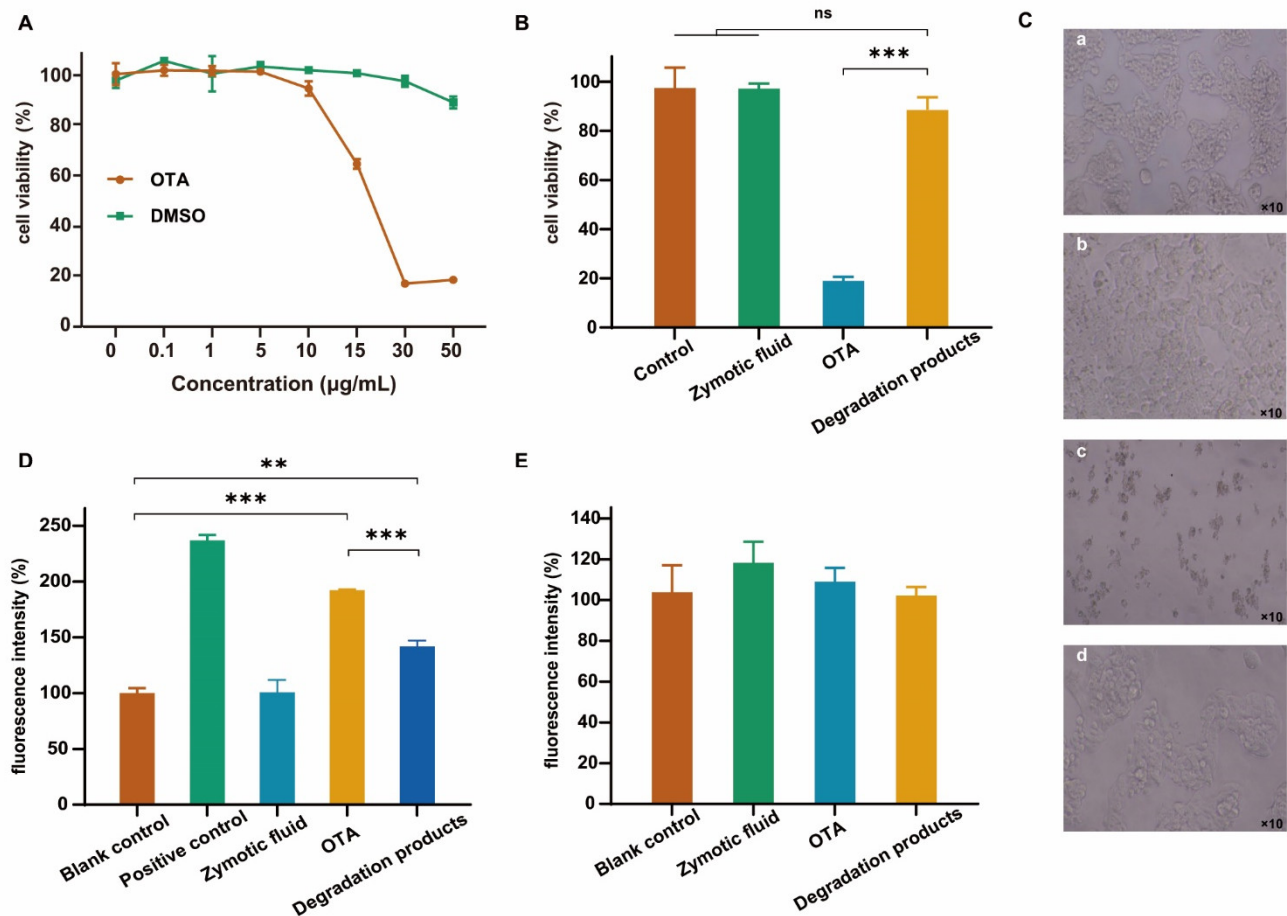 A
cell viability (%)
100
80
60
40
20
0
OTA
DMSO
0 0.1 1 5 10 15 30 50
Concentration (μg/mL)
B
ns
***
cell viability (%)
100
80
60
40
20
0
Control
Zymotic fluid
OTA
Degradation products
C
a
×10
b
×10
c
×10
d
×10
D
**
***
***
fluorescence intensity (%)
250
200
150
100
50
0
Blank control
Positive control
Zymotic fluid
OTA
Degradation products
E
fluorescence intensity (%)
140
120
100
80
60
40
20
0
Blank control
Zymotic fluid
OTA
Degradation products